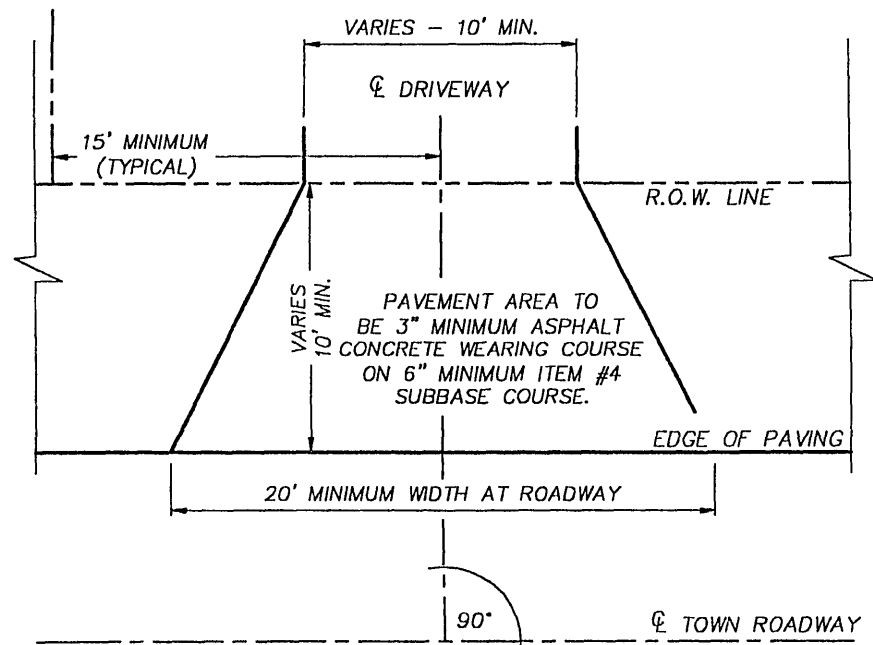 VARIES - 10' MIN.
℄ DRIVEWAY
15' MINIMUM
(TYPICAL)
R.O.W. LINE
VARIES
10' MIN.
PAVEMENT AREA TO
BE 3" MINIMUM ASPHALT
CONCRETE WEARING COURSE
ON 6" MINIMUM ITEM #4
SUBBASE COURSE.
EDGE OF PAVING
20' MINIMUM WIDTH AT ROADWAY
90°
℄ TOWN ROADWAY